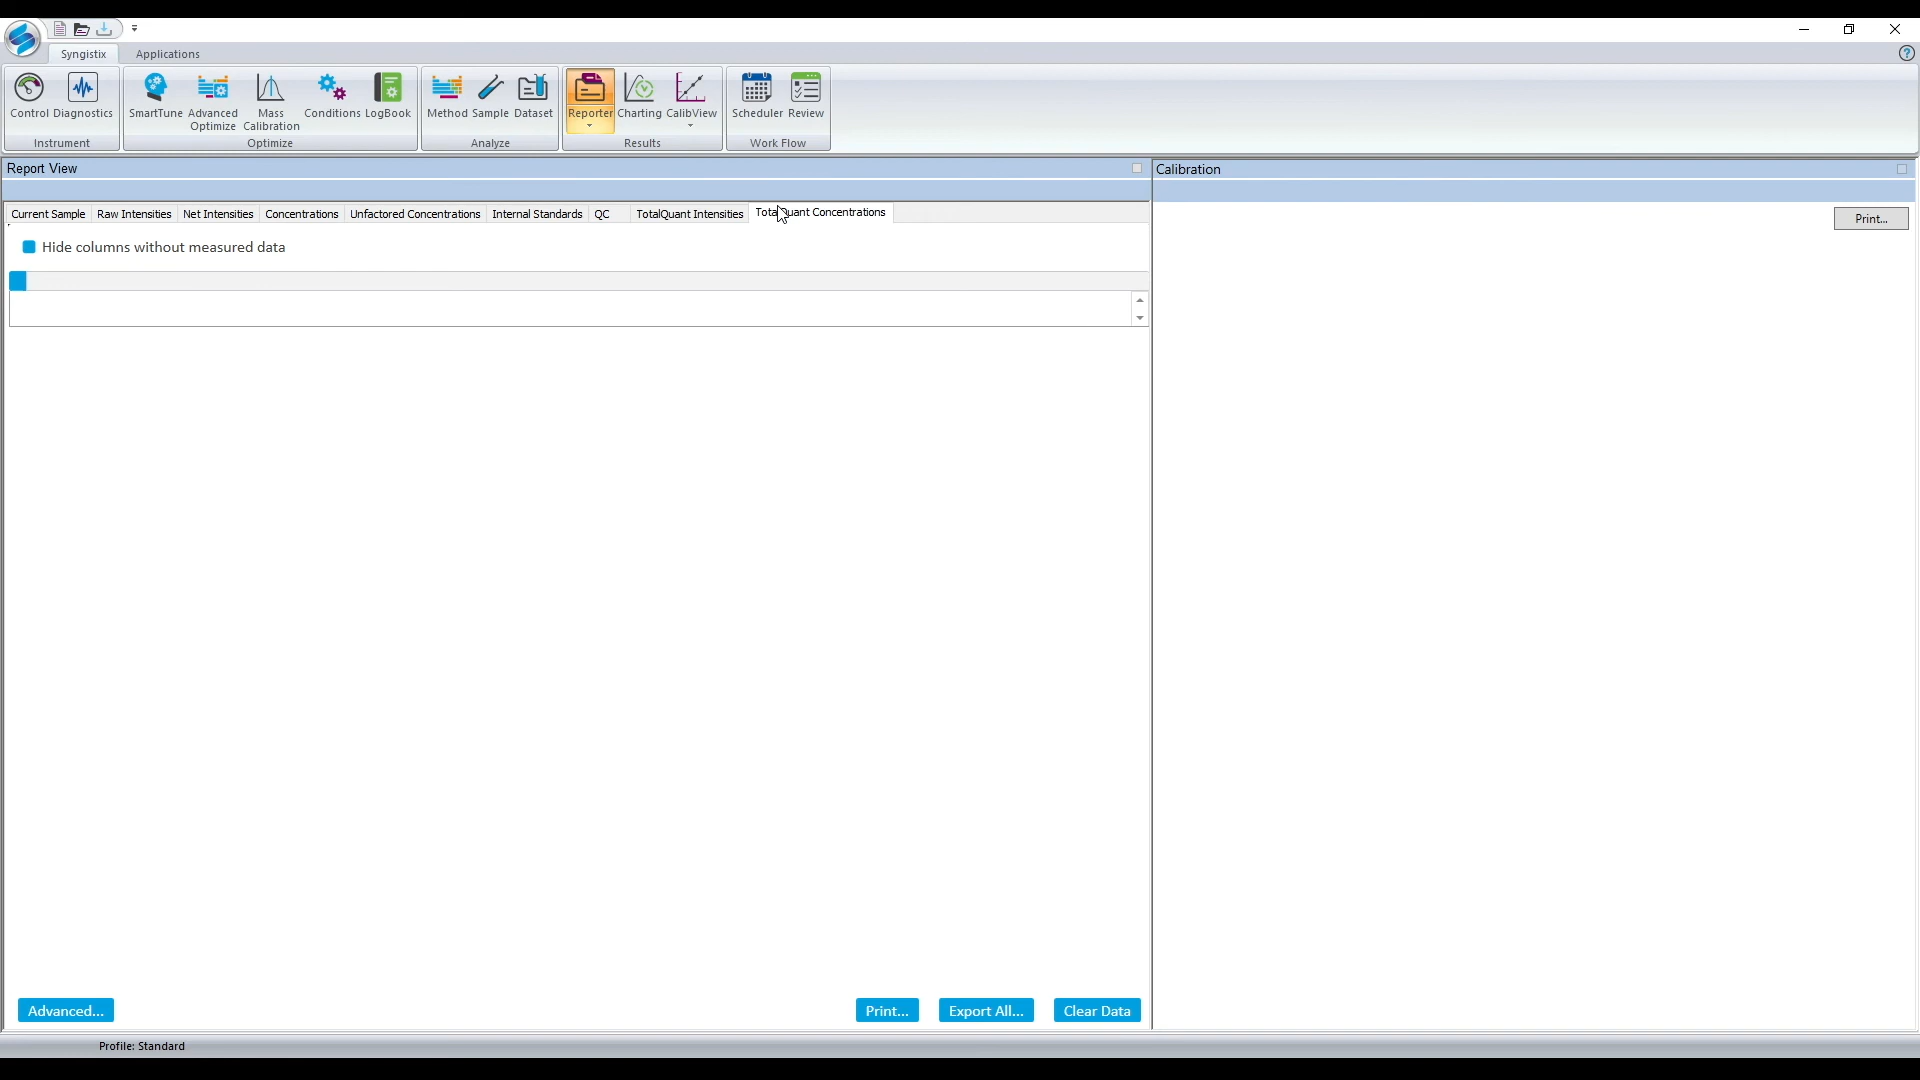 Syngistix Applications
Control Diagnostics SmartTune Advanced Optimize Mass Calibration Conditions LogBook Method Sample Dataset Reporter Charting CalibView Scheduler Review
Instrument Optimize Analyze Results Work Flow
Report View
Calibration
Current Sample Raw Intensities Net Intensities Concentrations Unfactored Concentrations Internal Standards QC TotalQuant Intensities TotalQuant Concentrations
Print...
Hide columns without measured data
Advanced... Print... Export All... Clear Data
Profile: Standard